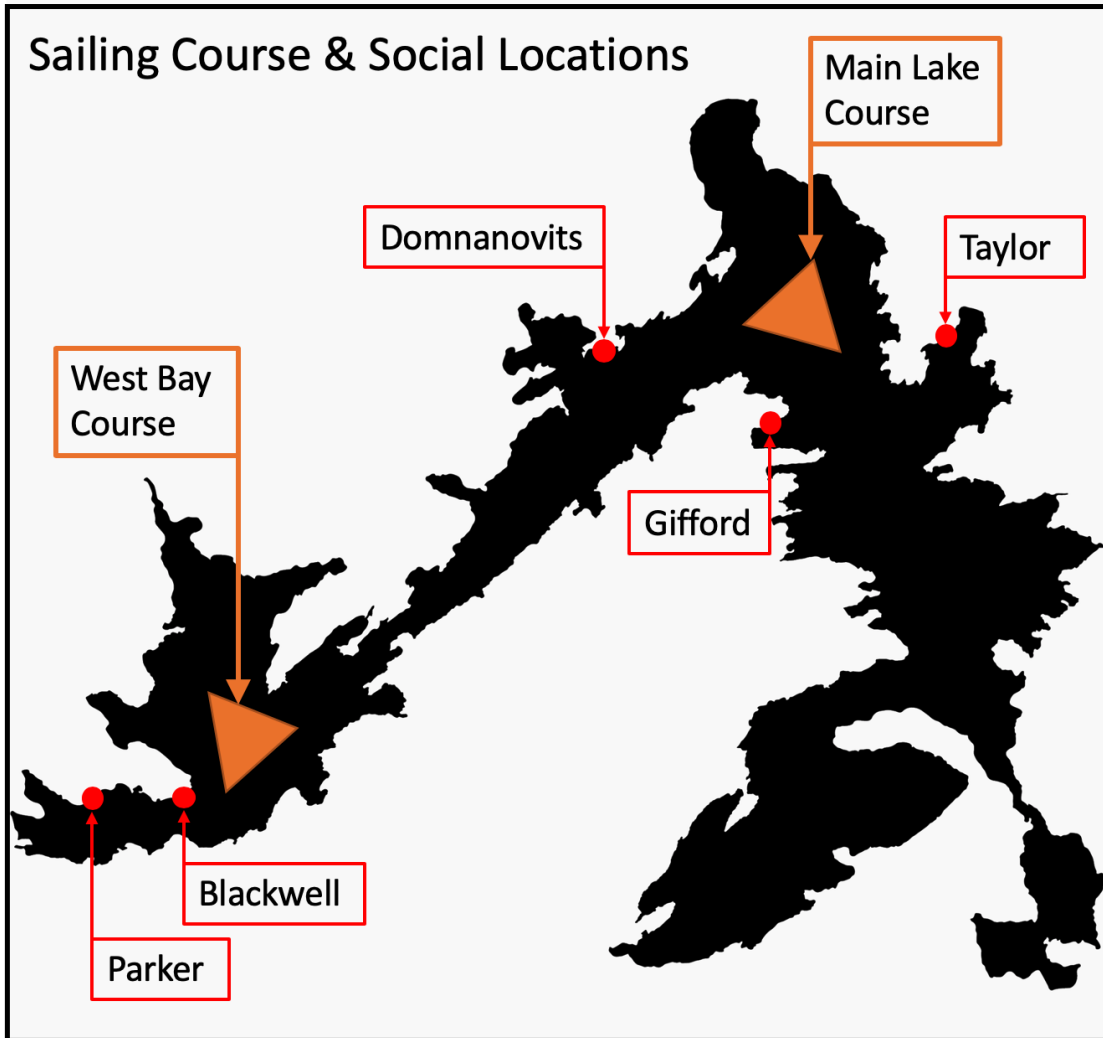 Sailing Course & Social Locations
Main Lake
Course
Domnanovits
Taylor
West Bay
Course
Gifford
Blackwell
Parker